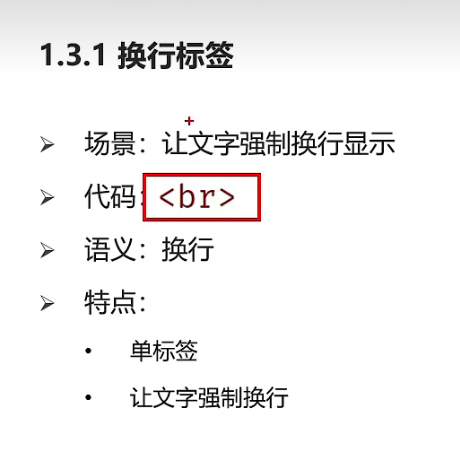 1.3.1 换行标签
场景：让文字强制换行显示
代码：<br>
语义：换行
特点：
单标签
让文字强制换行